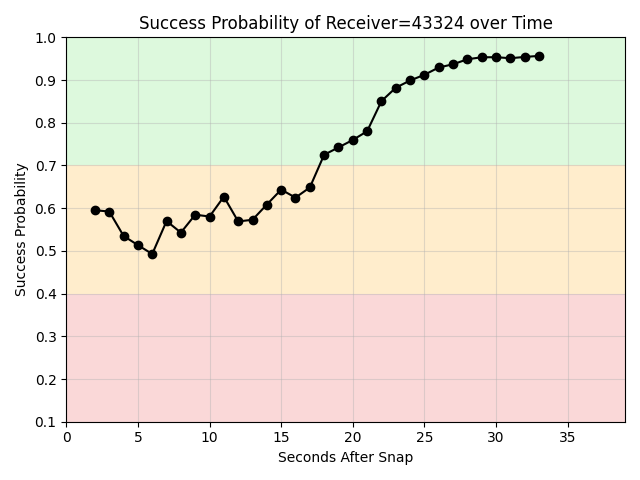 Success Probability of Receiver=43324 over Time
1.0
0.9
0.8
0.7
0.6
0.5
0.4
0.3
0.2
0.1
Success Probability
0 5 10 15 20 25 30 35
Seconds After Snap